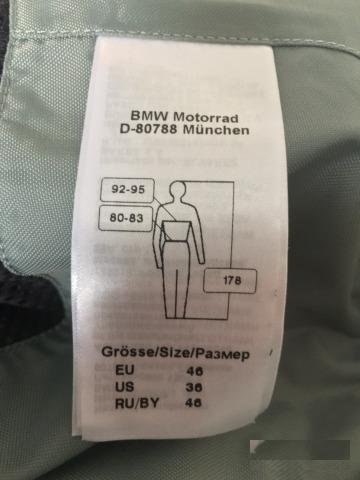 BMW Motorrad
D-80788 München
92-95
80-83
178
Grösse/Size/Размер
EU 46
US 36
RU/BY 46